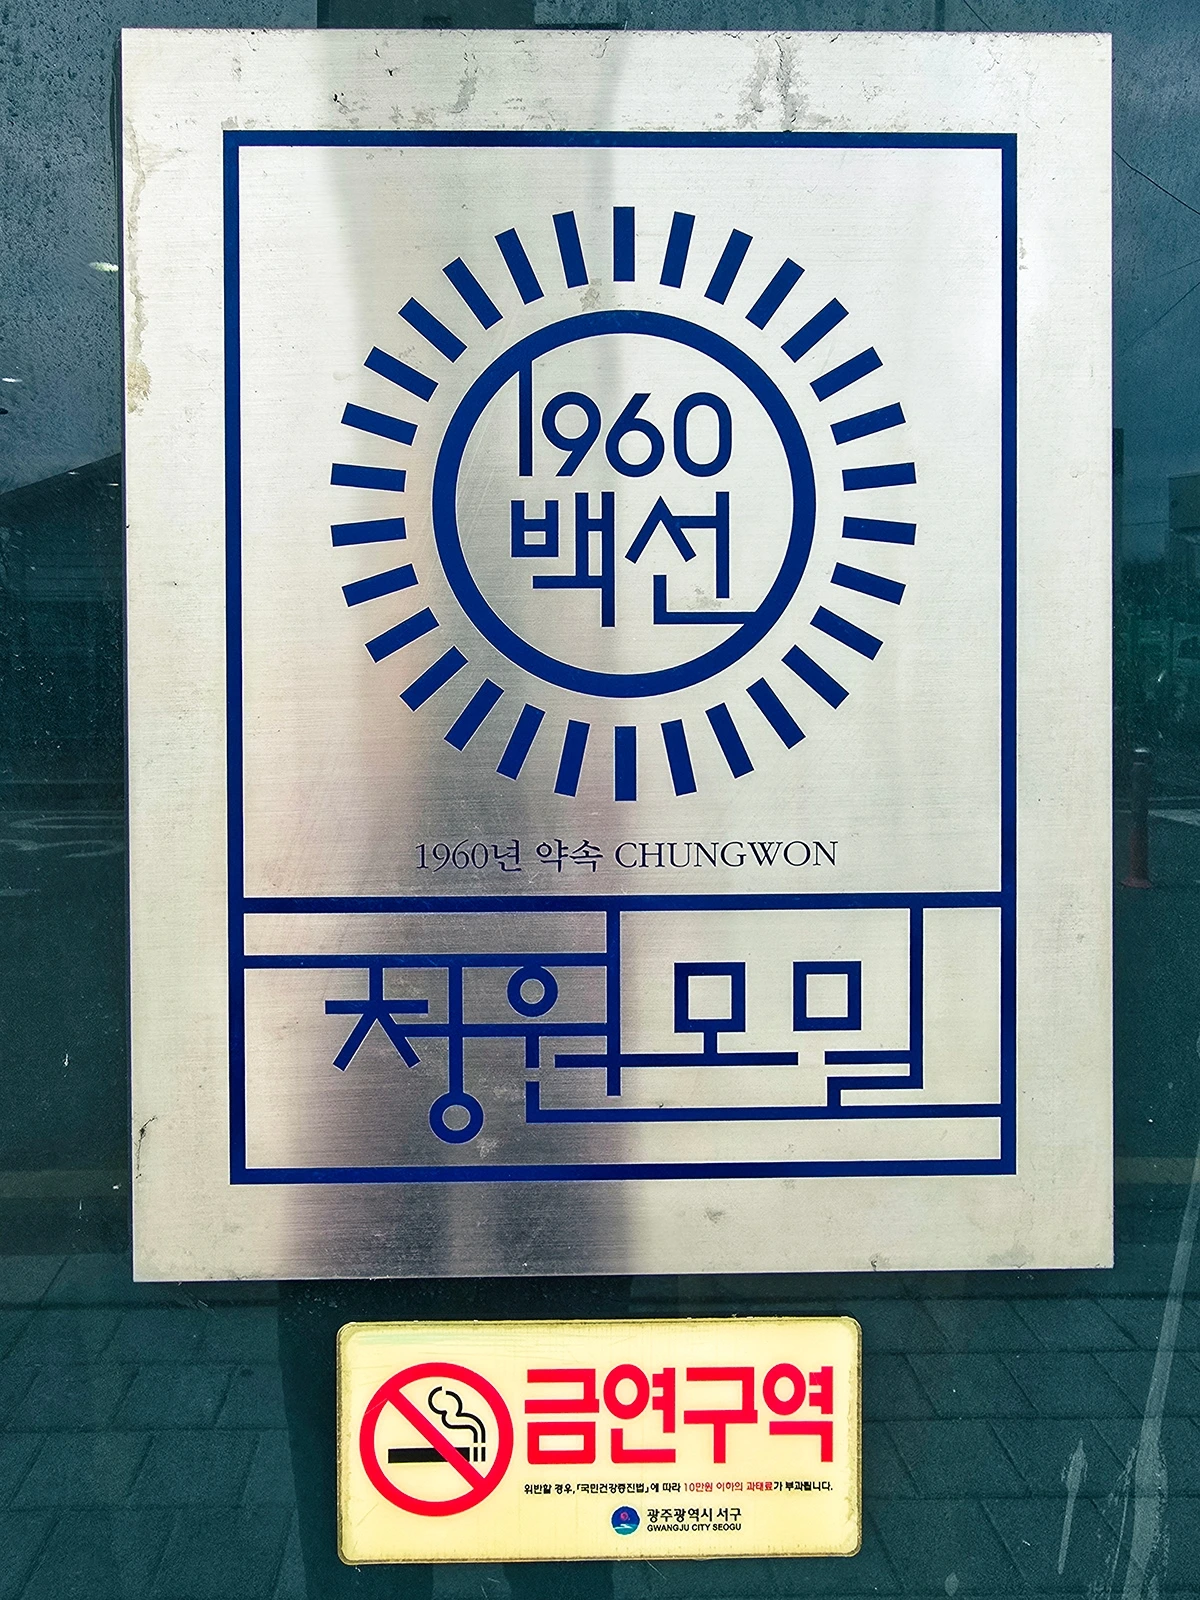 1960
백선
1960년 약속 CHUNGWON
청원모밀
금연구역
위반할 경우, 「국민건강증진법」에 따라 10만원 이하의 과태료가 부과됩니다.
광주광역시 서구
GWANGJU CITY SEOGU